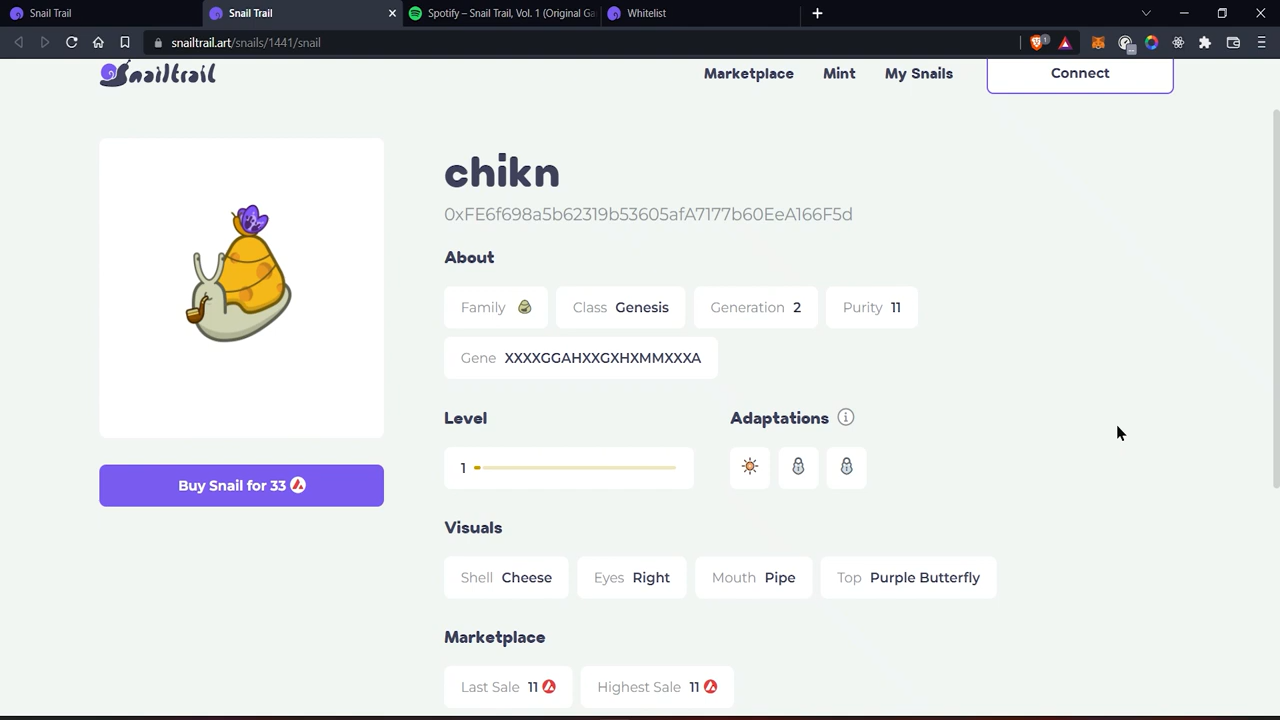 Snail Trail
Snail Trail
Spotify – Snail Trail, Vol. 1 (Original Ga
Whitelist
snailtrail.art/snails/1441/snail
1
Snailtrail
Marketplace
Mint
My Snails
Connect
chikn
0xFE6f698a5b62319b53605afA7177b60EeA166F5d
About
Family
Class Genesis
Generation 2
Purity 11
Gene XXXXGGAHXXGXHXMMXXXA
Level
Adaptations
1
Buy Snail for 33
Visuals
Shell Cheese
Eyes Right
Mouth Pipe
Top Purple Butterfly
Marketplace
Last Sale 11
Highest Sale 11